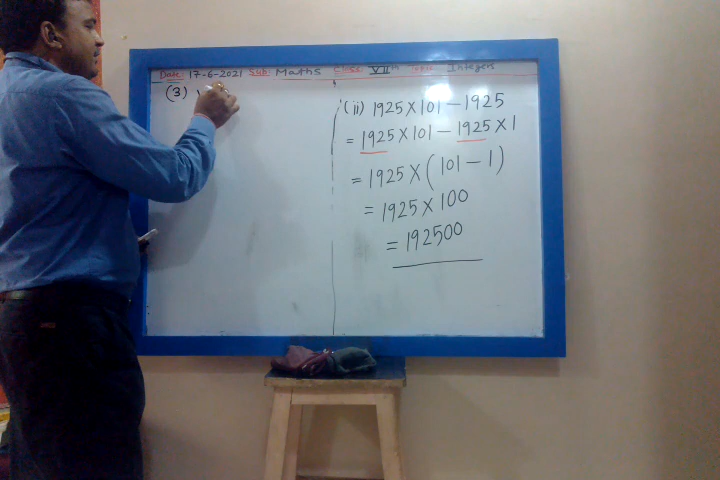 Date: 17-6-2021 Sub: Maths Class VIIth Topic Integers
(3)
(ii) 1925 X 101 - 1925
= 1925 X 101 - 1925 X 1
= 1925 X (101 - 1)
= 1925 X 100
= 192500